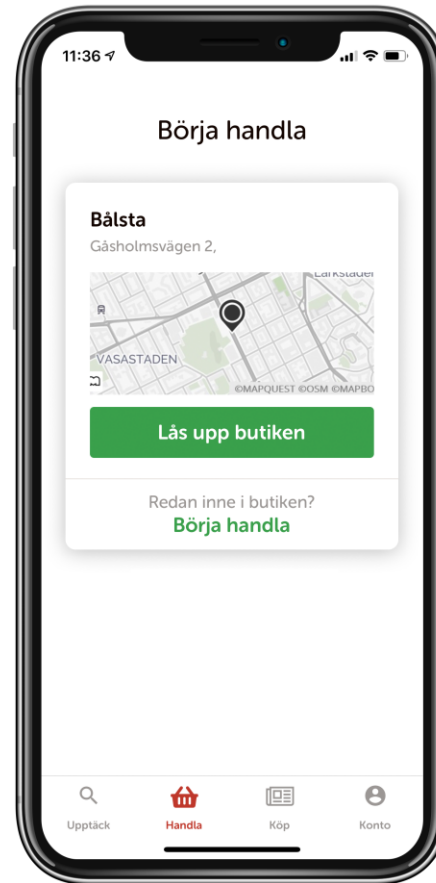 11:36
Börja handla
Bålsta
Gåsholmsvägen 2,
Lärkstaden
VASASTADEN
©MAPQUEST ©OSM ©MAPBO
Lås upp butiken
Redan inne i butiken?
Börja handla
Upptäck
Handla
Köp
Konto